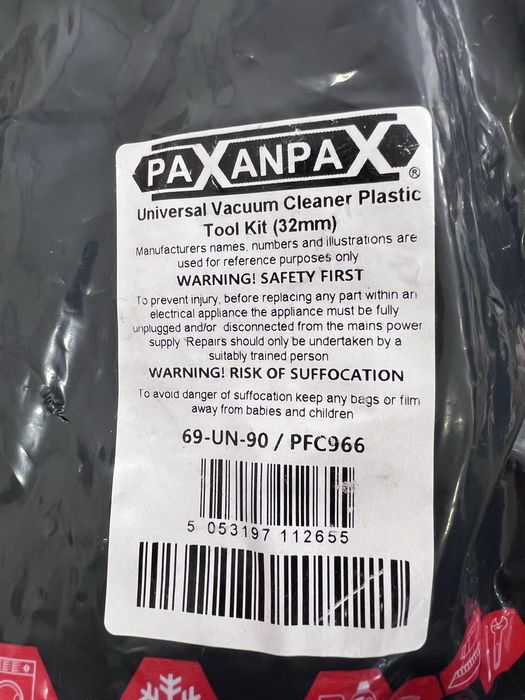 PAXANPAX®
Universal Vacuum Cleaner Plastic
Tool Kit (32mm)
Manufacturers names, numbers and illustrations are
used for reference purposes only
WARNING! SAFETY FIRST
To prevent injury, before replacing any part within an
electrical appliance the appliance must be fully
unplugged and/or disconnected from the mains power
supply. Repairs should only be undertaken by a
suitably trained person
WARNING! RISK OF SUFFOCATION
To avoid danger of suffocation keep any bags or film
away from babies and children
69-UN-90 / PFC966
5 053197 112655